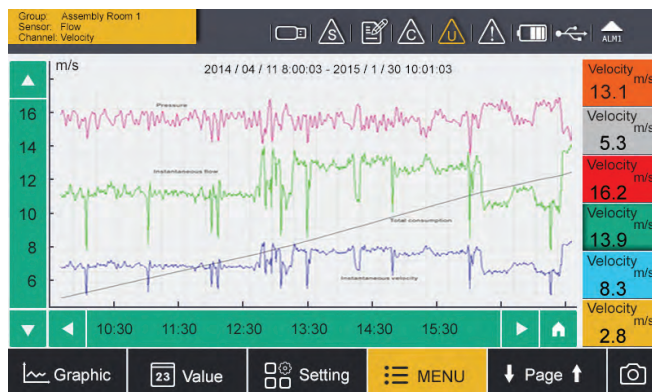 Group: Assembly Room 1
Sensor: Flow
Channel: Velocity
S
C
U
ALM1
m/s
2014 / 04 / 11 8:00:03 - 2015 / 1 / 30 10:01:03
16
14
12
10
8
6
Pressure
Instantaneous flow
Total consumption
Instantaneous velocity
10:30 11:30 12:30 13:30 14:30 15:30
Velocity m/s
13.1
Velocity m/s
5.3
Velocity m/s
16.2
Velocity m/s
13.9
Velocity m/s
8.3
Velocity m/s
2.8
Graphic
23 Value
Setting
MENU
Page